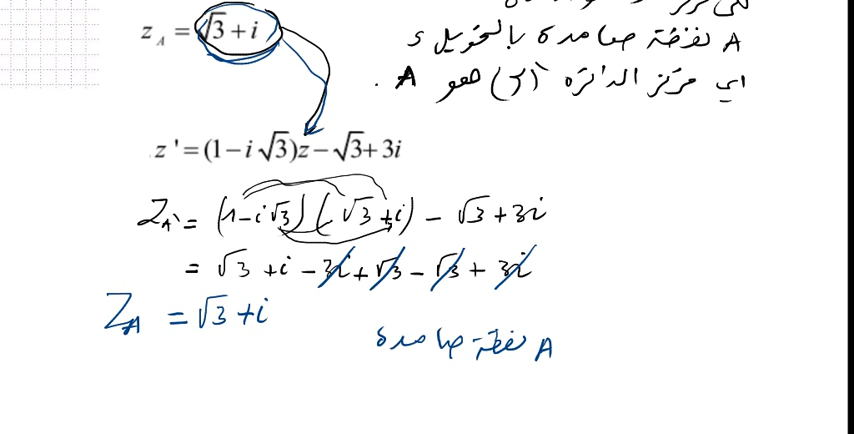 z_A = √3 + i
A نقطة صامدة بالتحويل S
اي مركز الدائرة هو A .
z' = (1 − i√3)z − √3 + 3i
Z_A' = (1 − i√3)(√3 + i) − √3 + 3i
= √3 + i − 3i + √3 − √3 + 3i
Z_A = √3 + i
A نقطة صامدة